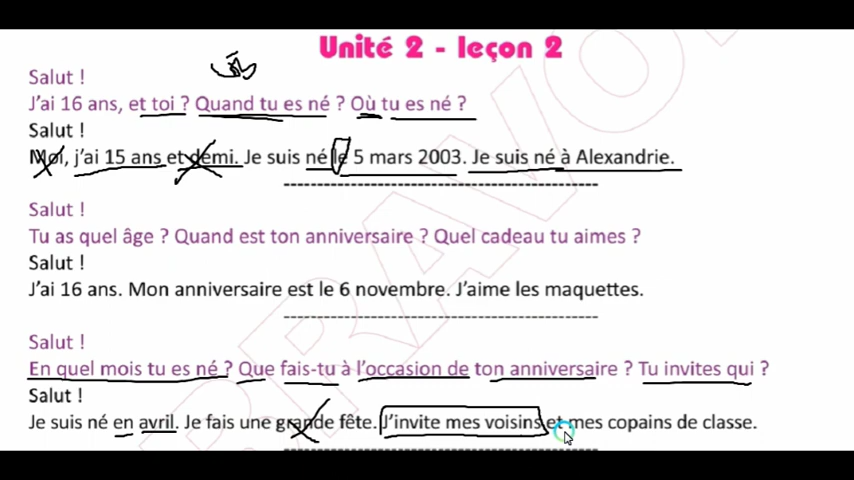 Unité 2 - leçon 2
Salut !
J'ai 16 ans, et toi ? Quand tu es né ? Où tu es né ?
Salut !
Moi, j'ai 15 ans et demi. Je suis né le 5 mars 2003. Je suis né à Alexandrie.
Salut !
Tu as quel âge ? Quand est ton anniversaire ? Quel cadeau tu aimes ?
Salut !
J'ai 16 ans. Mon anniversaire est le 6 novembre. J'aime les maquettes.
Salut !
En quel mois tu es né ? Que fais-tu à l'occasion de ton anniversaire ? Tu invites qui ?
Salut !
Je suis né en avril. Je fais une grande fête. J'invite mes voisins et mes copains de classe.